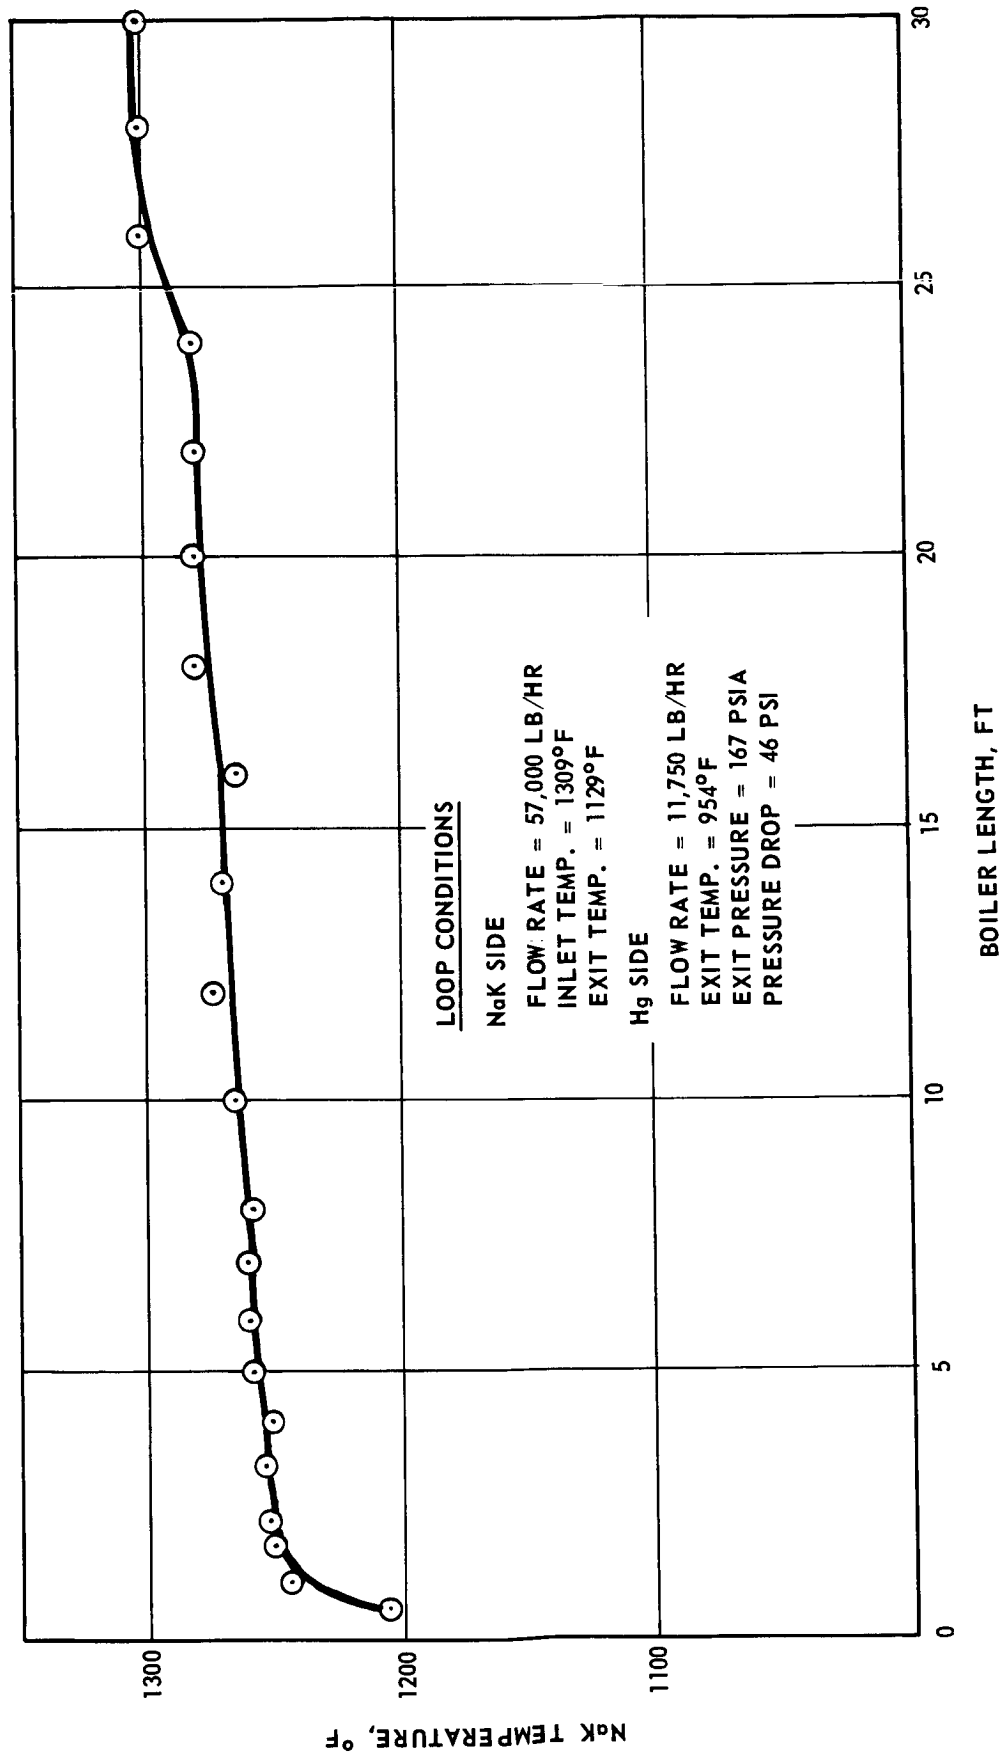 NaK TEMPERATURE, °F
1300
1200
1100
LOOP CONDITIONS
NaK SIDE
FLOW RATE = 57,000 LB/HR
INLET TEMP. = 1309°F
EXIT TEMP. = 1129°F
Hg SIDE
FLOW RATE = 11,750 LB/HR
EXIT TEMP. = 954°F
EXIT PRESSURE = 167 PSIA
PRESSURE DROP = 46 PSI
0
5
10
15
20
25
30
BOILER LENGTH, FT